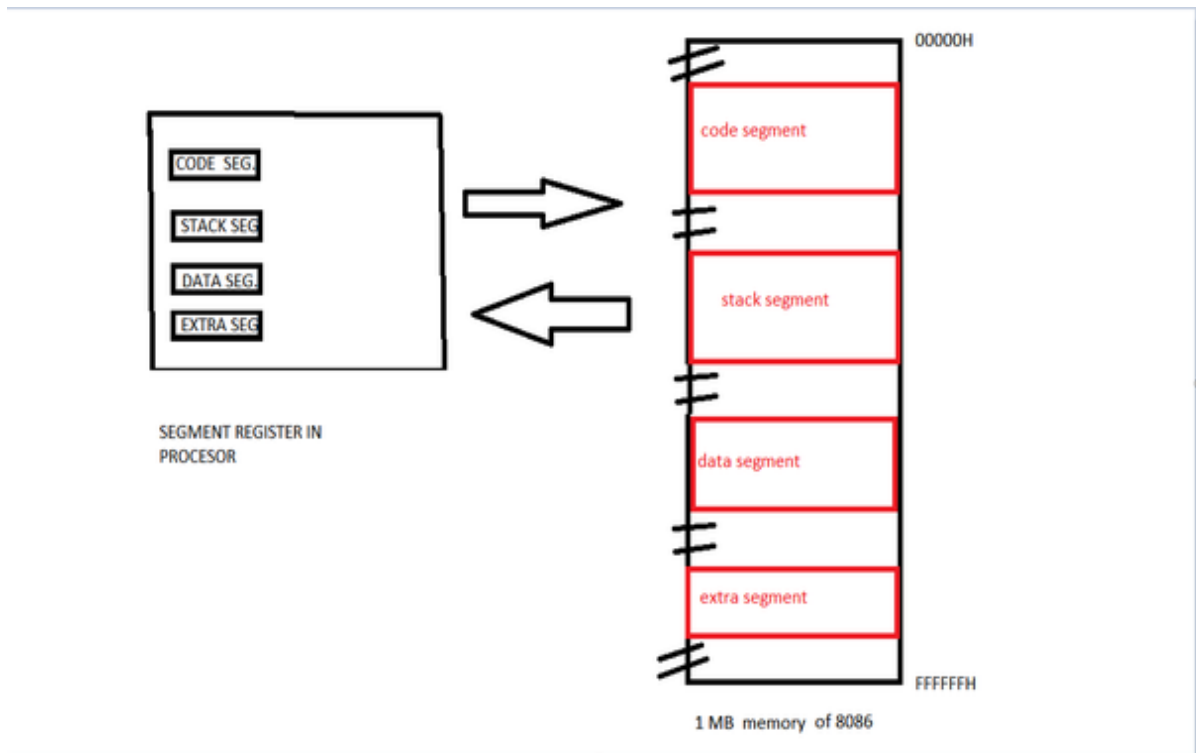 CODE SEG.
STACK SEG
DATA SEG.
EXTRA SEG
SEGMENT REGISTER IN
PROCESOR
00000H
code segment
stack segment
data segment
extra segment
FFFFFFH
1 MB memory of 8086